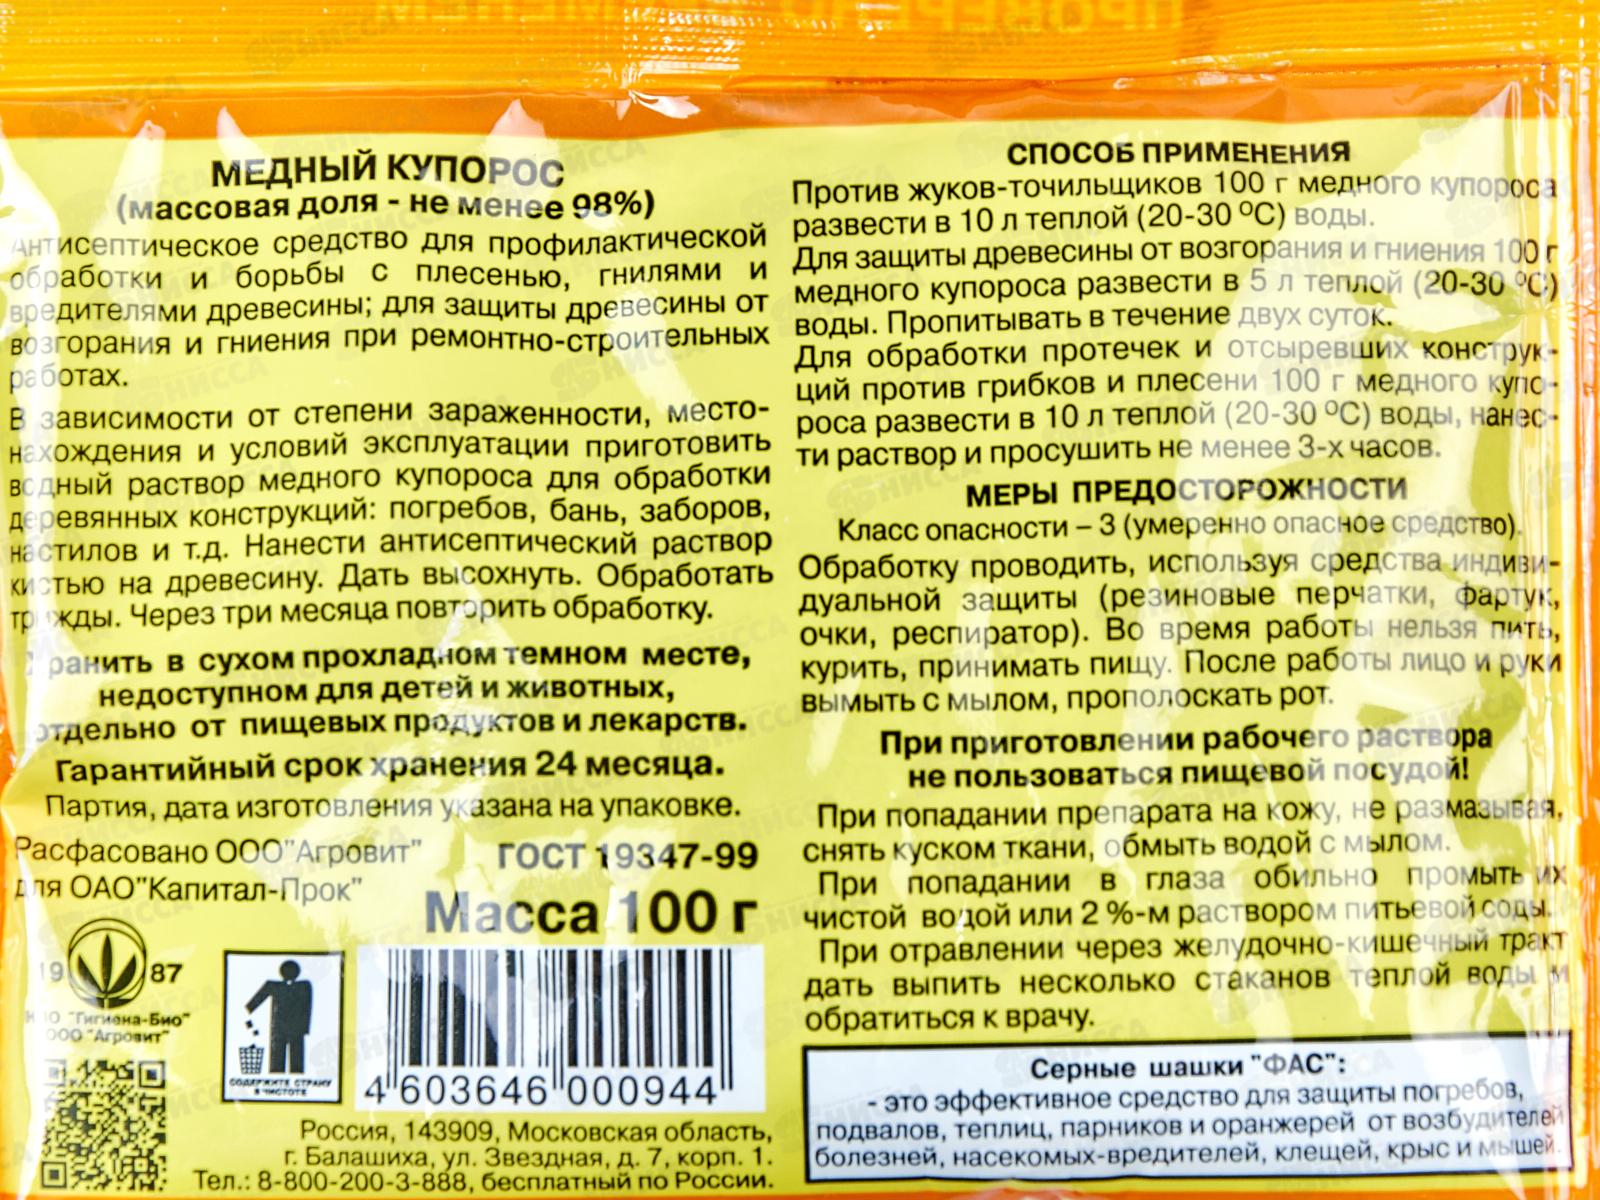 МЕДНЫЙ КУПОРОС
(массовая доля - не менее 98%)
Антисептическое средство для профилактической
обработки и борьбы с плесенью, гнилями и
вредителями древесины; для защиты древесины от
возгорания и гниения при ремонтно-строительных
работах.
В зависимости от степени зараженности, место-
нахождения и условий эксплуатации приготовить
водный раствор медного купороса для обработки
деревянных конструкций: погребов, бань, заборов,
настилов и т.д. Нанести антисептический раствор
кистью на древесину. Дать высохнуть. Обработать
трижды. Через три месяца повторить обработку.
Хранить в сухом прохладном темном месте,
недоступном для детей и животных,
отдельно от пищевых продуктов и лекарств.
Гарантийный срок хранения 24 месяца.
Партия, дата изготовления указана на упаковке.
Расфасовано ООО"Агровит"
для ОАО"Капитал-Прок"
ГОСТ 19347-99
Масса 100 г
19 87
"Гигиена-Био"
ООО "Агровит"
СОДЕРЖИТЕ СТРАНУ
В ЧИСТОТЕ
4 603646 000944
Россия, 143909, Московская область,
г. Балашиха, ул. Звездная, д. 7, корп. 1.
Тел.: 8-800-200-3-888, бесплатный по России.
СПОСОБ ПРИМЕНЕНИЯ
Против жуков-точильщиков 100 г медного купороса
развести в 10 л теплой (20-30 ºС) воды.
Для защиты древесины от возгорания и гниения 100 г
медного купороса развести в 5 л теплой (20-30 ºС)
воды. Пропитывать в течение двух суток.
Для обработки протечек и отсыревших конструк-
ций против грибков и плесени 100 г медного купо-
роса развести в 10 л теплой (20-30 ºС) воды, нанес-
ти раствор и просушить не менее 3-х часов.
МЕРЫ ПРЕДОСТОРОЖНОСТИ
Класс опасности – 3 (умеренно опасное средство).
Обработку проводить, используя средства индиви-
дуальной защиты (резиновые перчатки, фартук,
очки, респиратор). Во время работы нельзя пить,
курить, принимать пищу. После работы лицо и руки
вымыть с мылом, прополоскать рот.
При приготовлении рабочего раствора
не пользоваться пищевой посудой!
При попадании препарата на кожу, не размазывая,
снять куском ткани, обмыть водой с мылом.
При попадании в глаза обильно промыть их
чистой водой или 2 %-м раствором питьевой соды.
При отравлении через желудочно-кишечный тракт
дать выпить несколько стаканов теплой воды и
обратиться к врачу.
Серные шашки "ФАС":
- это эффективное средство для защиты погребов,
подвалов, теплиц, парников и оранжерей от возбудителей
болезней, насекомых-вредителей, клещей, крыс и мышей.